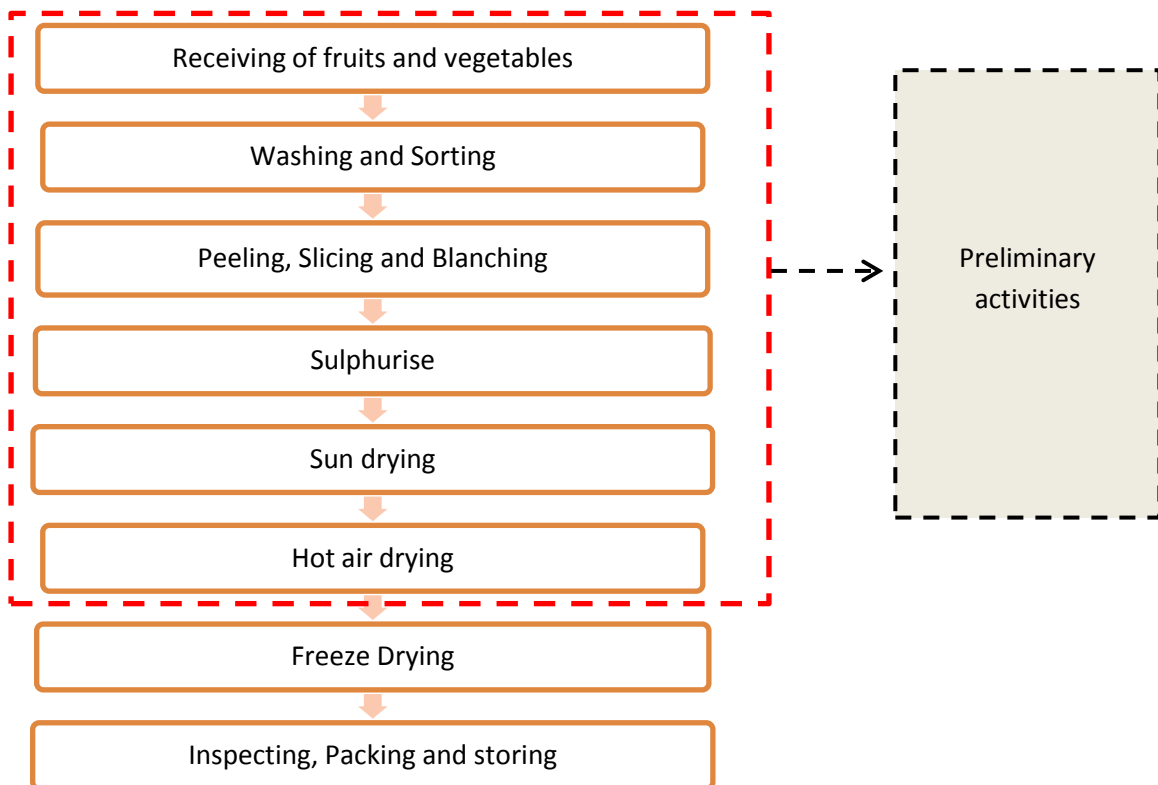 Receiving of fruits and vegetables
Washing and Sorting
Peeling, Slicing and Blanching
Sulphurise
Sun drying
Hot air drying
Freeze Drying
Inspecting, Packing and storing
Preliminary
activities